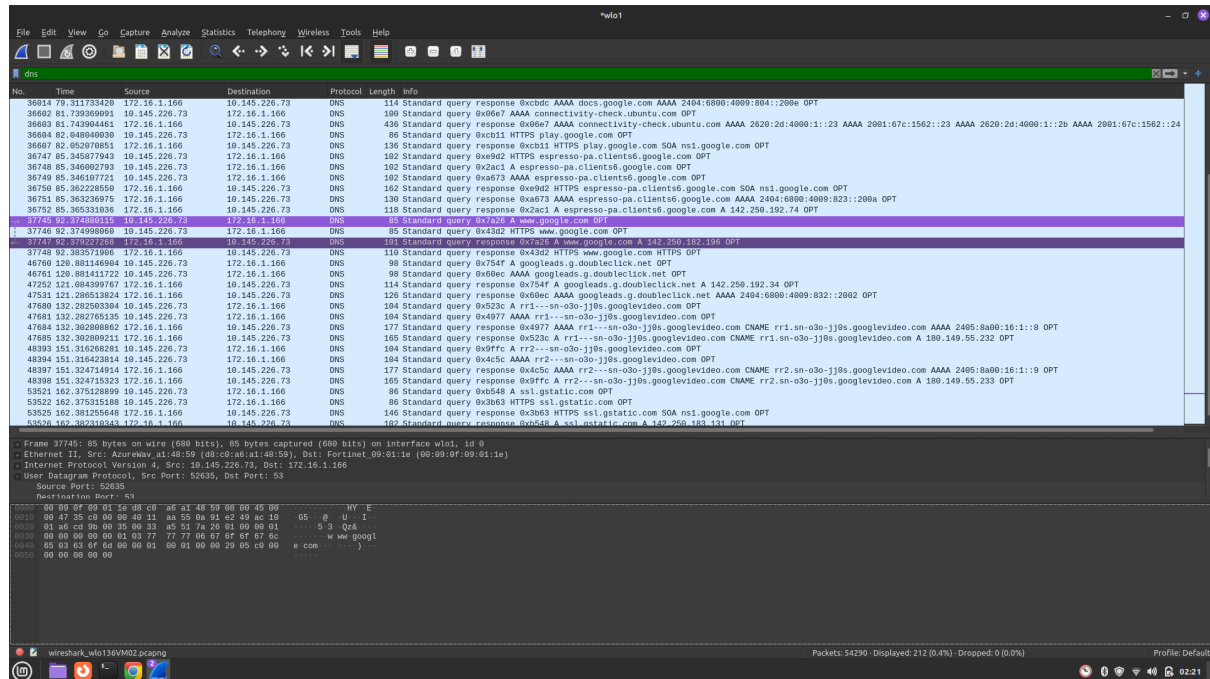 *wlo1
File Edit View Go Capture Analyze Statistics Telephony Wireless Tools Help
dns
No. Time Source Destination Protocol Length Info
36014 79.311733420 172.16.1.166 10.145.226.73 DNS 114 Standard query response 0xcbdc AAAA docs.google.com AAAA 2404:6800:4009:804::200e OPT
36602 81.739369091 10.145.226.73 172.16.1.166 DNS 100 Standard query 0x06e7 AAAA connectivity-check.ubuntu.com OPT
36603 81.743904461 172.16.1.166 10.145.226.73 DNS 436 Standard query response 0x06e7 AAAA connectivity-check.ubuntu.com AAAA 2620:2d:4000:1::23 AAAA 2001:67c:1562::23 AAAA 2620:2d:4000:1::2b AAAA 2001:67c:1562::24
36604 82.048040030 10.145.226.73 172.16.1.166 DNS 86 Standard query 0xcb11 HTTPS play.google.com OPT
36607 82.052070851 172.16.1.166 10.145.226.73 DNS 136 Standard query response 0xcb11 HTTPS play.google.com SOA ns1.google.com OPT
36747 85.345877943 10.145.226.73 172.16.1.166 DNS 102 Standard query 0xe9d2 HTTPS espresso-pa.clients6.google.com OPT
36748 85.346002793 10.145.226.73 172.16.1.166 DNS 102 Standard query 0x2ac1 A espresso-pa.clients6.google.com OPT
36749 85.346107721 10.145.226.73 172.16.1.166 DNS 102 Standard query 0xa673 AAAA espresso-pa.clients6.google.com OPT
36750 85.362228550 172.16.1.166 10.145.226.73 DNS 162 Standard query response 0xe9d2 HTTPS espresso-pa.clients6.google.com SOA ns1.google.com OPT
36751 85.363236975 172.16.1.166 10.145.226.73 DNS 130 Standard query response 0xa673 AAAA espresso-pa.clients6.google.com AAAA 2404:6800:4009:823::200a OPT
36752 85.365331036 172.16.1.166 10.145.226.73 DNS 118 Standard query response 0x2ac1 A espresso-pa.clients6.google.com A 142.250.192.74 OPT
37745 92.374880115 10.145.226.73 172.16.1.166 DNS 85 Standard query 0x7a26 A www.google.com OPT
37746 92.374998060 10.145.226.73 172.16.1.166 DNS 85 Standard query 0x43d2 HTTPS www.google.com OPT
37747 92.379227268 172.16.1.166 10.145.226.73 DNS 101 Standard query response 0x7a26 A www.google.com A 142.250.182.196 OPT
37748 92.383571906 172.16.1.166 10.145.226.73 DNS 110 Standard query response 0x43d2 HTTPS www.google.com HTTPS OPT
46760 120.881146904 10.145.226.73 172.16.1.166 DNS 98 Standard query 0x754f A googleads.g.doubleclick.net OPT
46761 120.881411722 10.145.226.73 172.16.1.166 DNS 98 Standard query 0x60ec AAAA googleads.g.doubleclick.net OPT
47252 121.084399767 172.16.1.166 10.145.226.73 DNS 114 Standard query response 0x754f A googleads.g.doubleclick.net A 142.250.192.34 OPT
47531 121.286513824 172.16.1.166 10.145.226.73 DNS 126 Standard query response 0x60ec AAAA googleads.g.doubleclick.net AAAA 2404:6800:4009:832::2002 OPT
47680 132.282503304 10.145.226.73 172.16.1.166 DNS 104 Standard query 0x523c A rr1---sn-o3o-jj0s.googlevideo.com OPT
47681 132.282765135 10.145.226.73 172.16.1.166 DNS 104 Standard query 0x4977 AAAA rr1---sn-o3o-jj0s.googlevideo.com OPT
47684 132.302808862 172.16.1.166 10.145.226.73 DNS 177 Standard query response 0x4977 AAAA rr1---sn-o3o-jj0s.googlevideo.com CNAME rr1.sn-o3o-jj0s.googlevideo.com AAAA 2405:8a00:16:1::8 OPT
47685 132.302809211 172.16.1.166 10.145.226.73 DNS 165 Standard query response 0x523c A rr1---sn-o3o-jj0s.googlevideo.com CNAME rr1.sn-o3o-jj0s.googlevideo.com A 180.149.55.232 OPT
48393 151.316268281 10.145.226.73 172.16.1.166 DNS 104 Standard query 0x9ffc A rr2---sn-o3o-jj0s.googlevideo.com OPT
48394 151.316423814 10.145.226.73 172.16.1.166 DNS 104 Standard query 0x4c5c AAAA rr2---sn-o3o-jj0s.googlevideo.com OPT
48397 151.324714914 172.16.1.166 10.145.226.73 DNS 177 Standard query response 0x4c5c AAAA rr2---sn-o3o-jj0s.googlevideo.com CNAME rr2.sn-o3o-jj0s.googlevideo.com AAAA 2405:8a00:16:1::9 OPT
48398 151.324715323 172.16.1.166 10.145.226.73 DNS 165 Standard query response 0x9ffc A rr2---sn-o3o-jj0s.googlevideo.com CNAME rr2.sn-o3o-jj0s.googlevideo.com A 180.149.55.233 OPT
53521 162.375128899 10.145.226.73 172.16.1.166 DNS 86 Standard query 0xb548 A ssl.gstatic.com OPT
53522 162.375315188 10.145.226.73 172.16.1.166 DNS 86 Standard query 0x3b63 HTTPS ssl.gstatic.com OPT
53525 162.381255648 172.16.1.166 10.145.226.73 DNS 146 Standard query response 0x3b63 HTTPS ssl.gstatic.com SOA ns1.google.com OPT
53526 162.382310343 172.16.1.166 10.145.226.73 DNS 102 Standard query response 0xb548 A ssl.gstatic.com A 142.250.183.131 OPT
Frame 37745: 85 bytes on wire (680 bits), 85 bytes captured (680 bits) on interface wlo1, id 0
Ethernet II, Src: AzureWav_a1:48:59 (d8:c0:a6:a1:48:59), Dst: Fortinet_09:01:1e (00:09:0f:09:01:1e)
Internet Protocol Version 4, Src: 10.145.226.73, Dst: 172.16.1.166
User Datagram Protocol, Src Port: 52635, Dst Port: 53
Source Port: 52635
Destination Port: 53
0000 00 09 0f 09 01 1e d8 c0 a6 a1 48 59 08 00 45 00 ··········HY··E·
0010 00 47 35 c0 00 00 40 11 aa 55 0a 91 e2 49 ac 10 ·G5···@··U···I··
0020 01 a6 cd 9b 00 35 00 33 a5 51 7a 26 01 00 00 01 ·····5·3·Qz&····
0030 00 00 00 00 00 01 03 77 77 77 06 67 6f 6f 67 6c ·······w ww·googl
0040 65 03 63 6f 6d 00 00 01 00 01 00 00 29 05 c0 00 e·com·······)···
0050 00 00 00 00 00 ·····
wireshark_wlo136VM02.pcapng
Packets: 54290 · Displayed: 212 (0.4%) · Dropped: 0 (0.0%)
Profile: Default
2
02:21